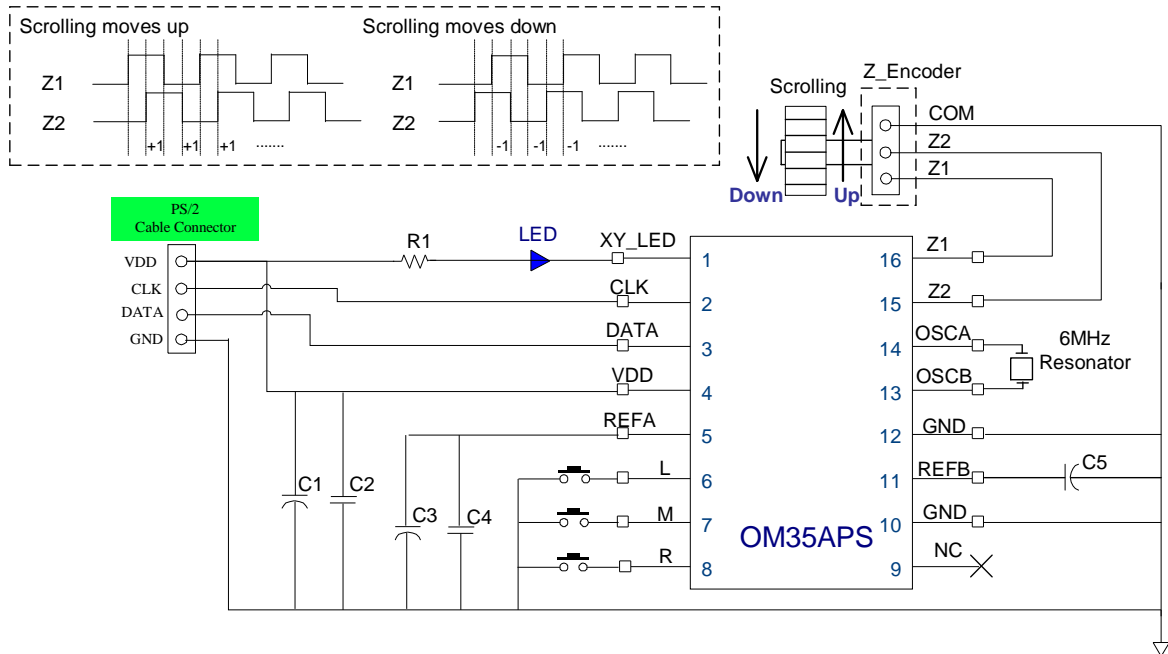 Scrolling moves up
Scrolling moves down
Z1
Z2
+1 +1 +1 .......
Z1
Z2
-1 -1 -1 .......
Z_Encoder
Scrolling
COM
Z2
Z1
Down
Up
PS/2
Cable Connector
VDD
CLK
DATA
GND
R1
LED
XY_LED
CLK
DATA
VDD
REFA
L
M
R
C1
C2
C3
C4
1
2
3
4
5
6
7
8
16
15
14
13
12
11
10
9
OM35APS
Z1
Z2
OSCA
OSCB
GND
REFB
GND
NC
6MHz
Resonator
C5